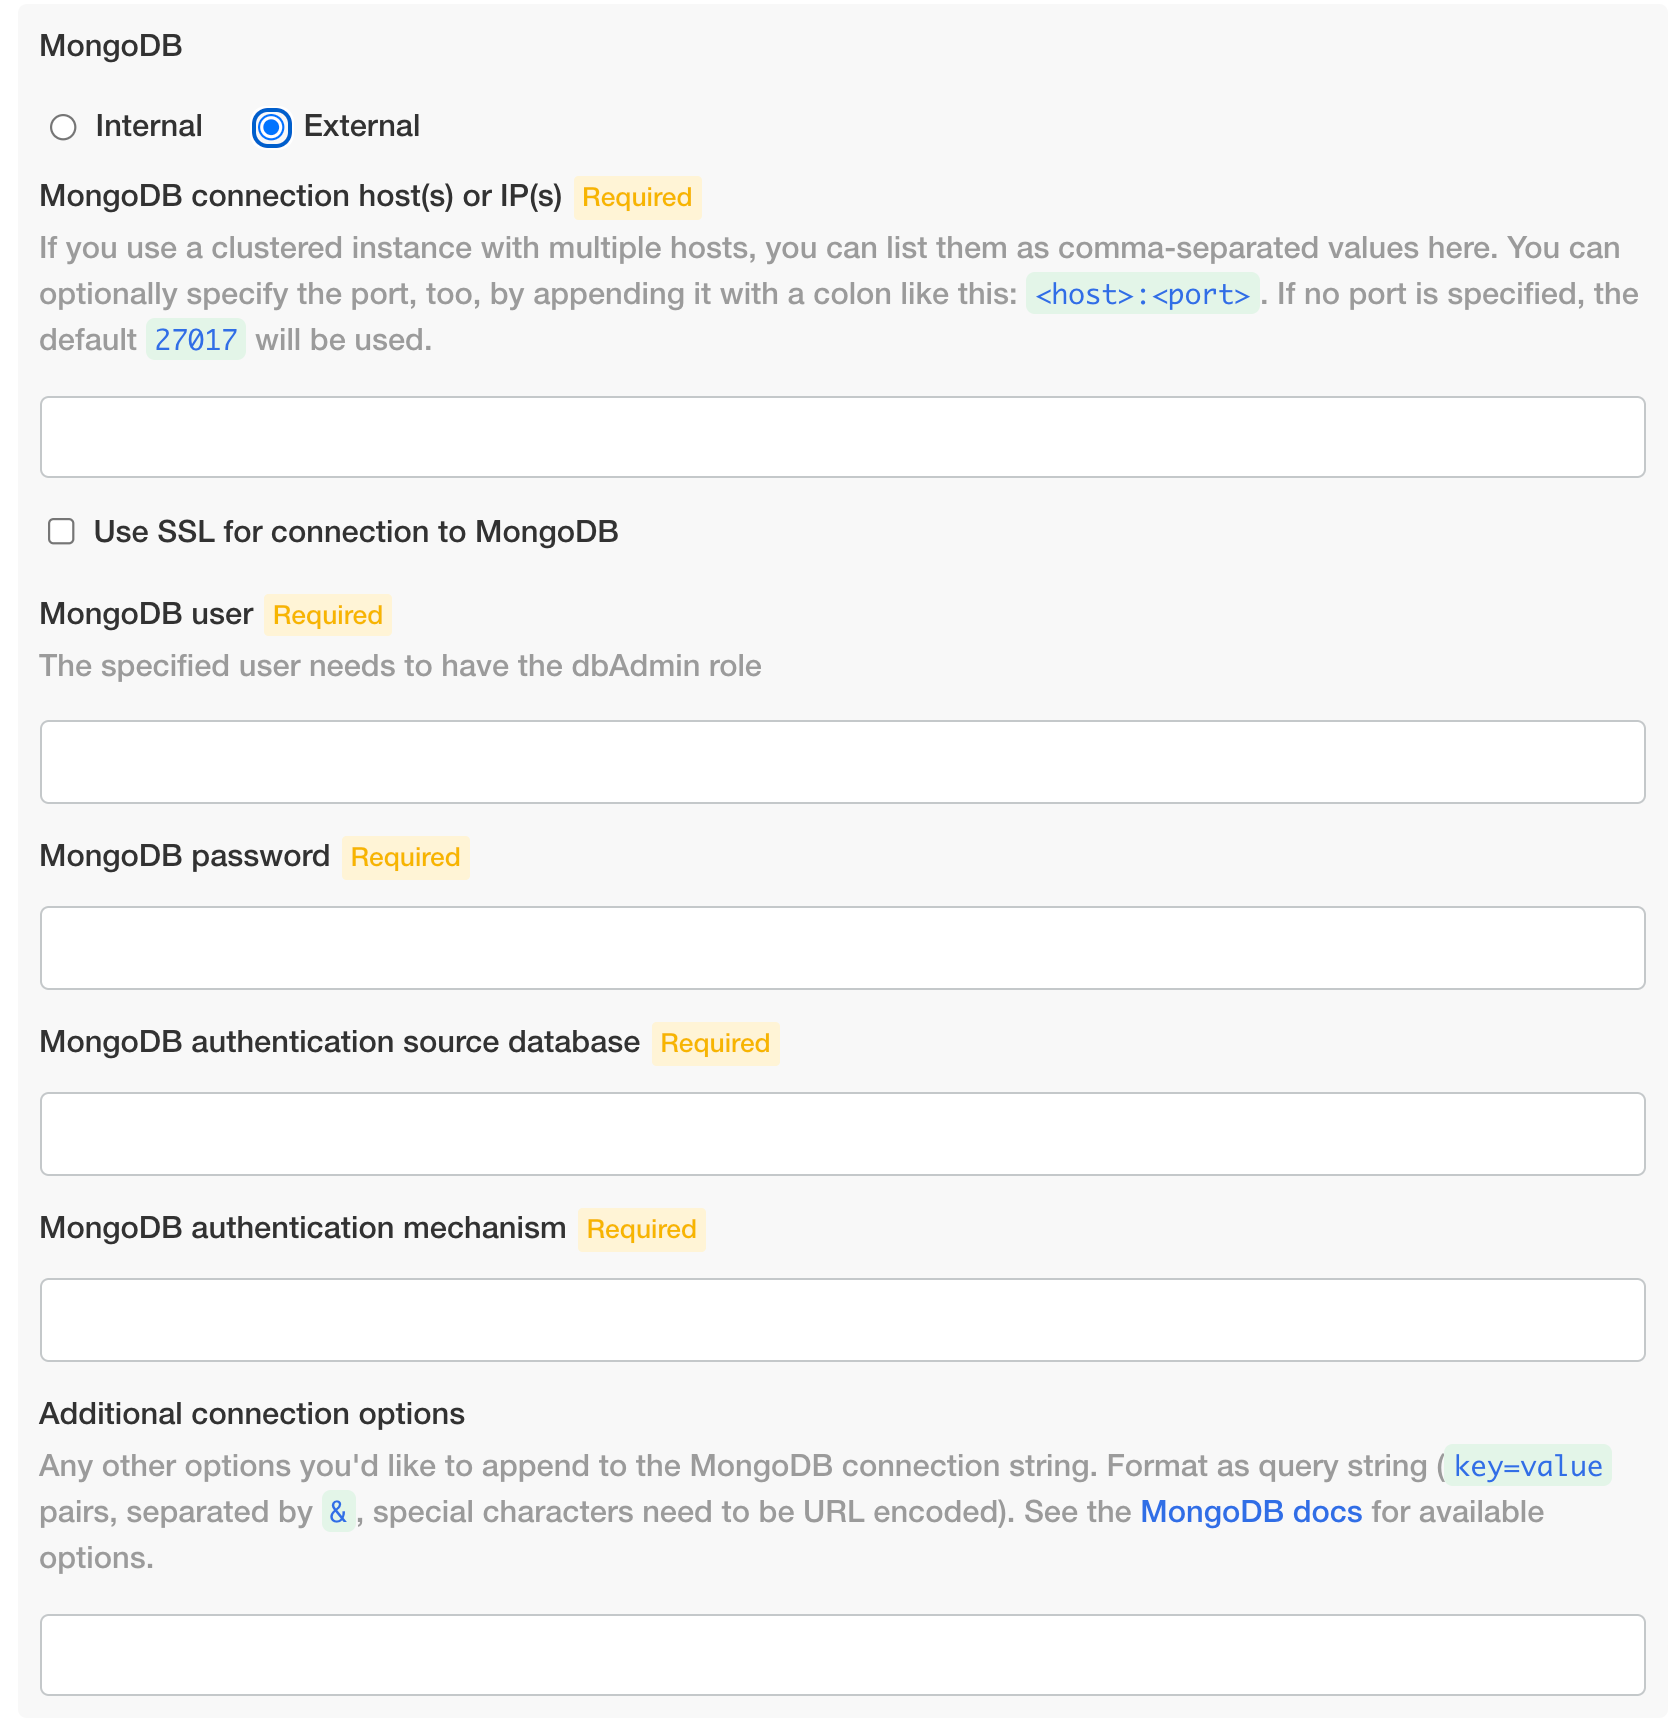 MongoDB
Internal External
MongoDB connection host(s) or IP(s) Required
If you use a clustered instance with multiple hosts, you can list them as comma-separated values here. You can
optionally specify the port, too, by appending it with a colon like this: <host>:<port>. If no port is specified, the
default 27017 will be used.
Use SSL for connection to MongoDB
MongoDB user Required
The specified user needs to have the dbAdmin role
MongoDB password Required
MongoDB authentication source database Required
MongoDB authentication mechanism Required
Additional connection options
Any other options you'd like to append to the MongoDB connection string. Format as query string (key=value
pairs, separated by &, special characters need to be URL encoded). See the MongoDB docs for available
options.